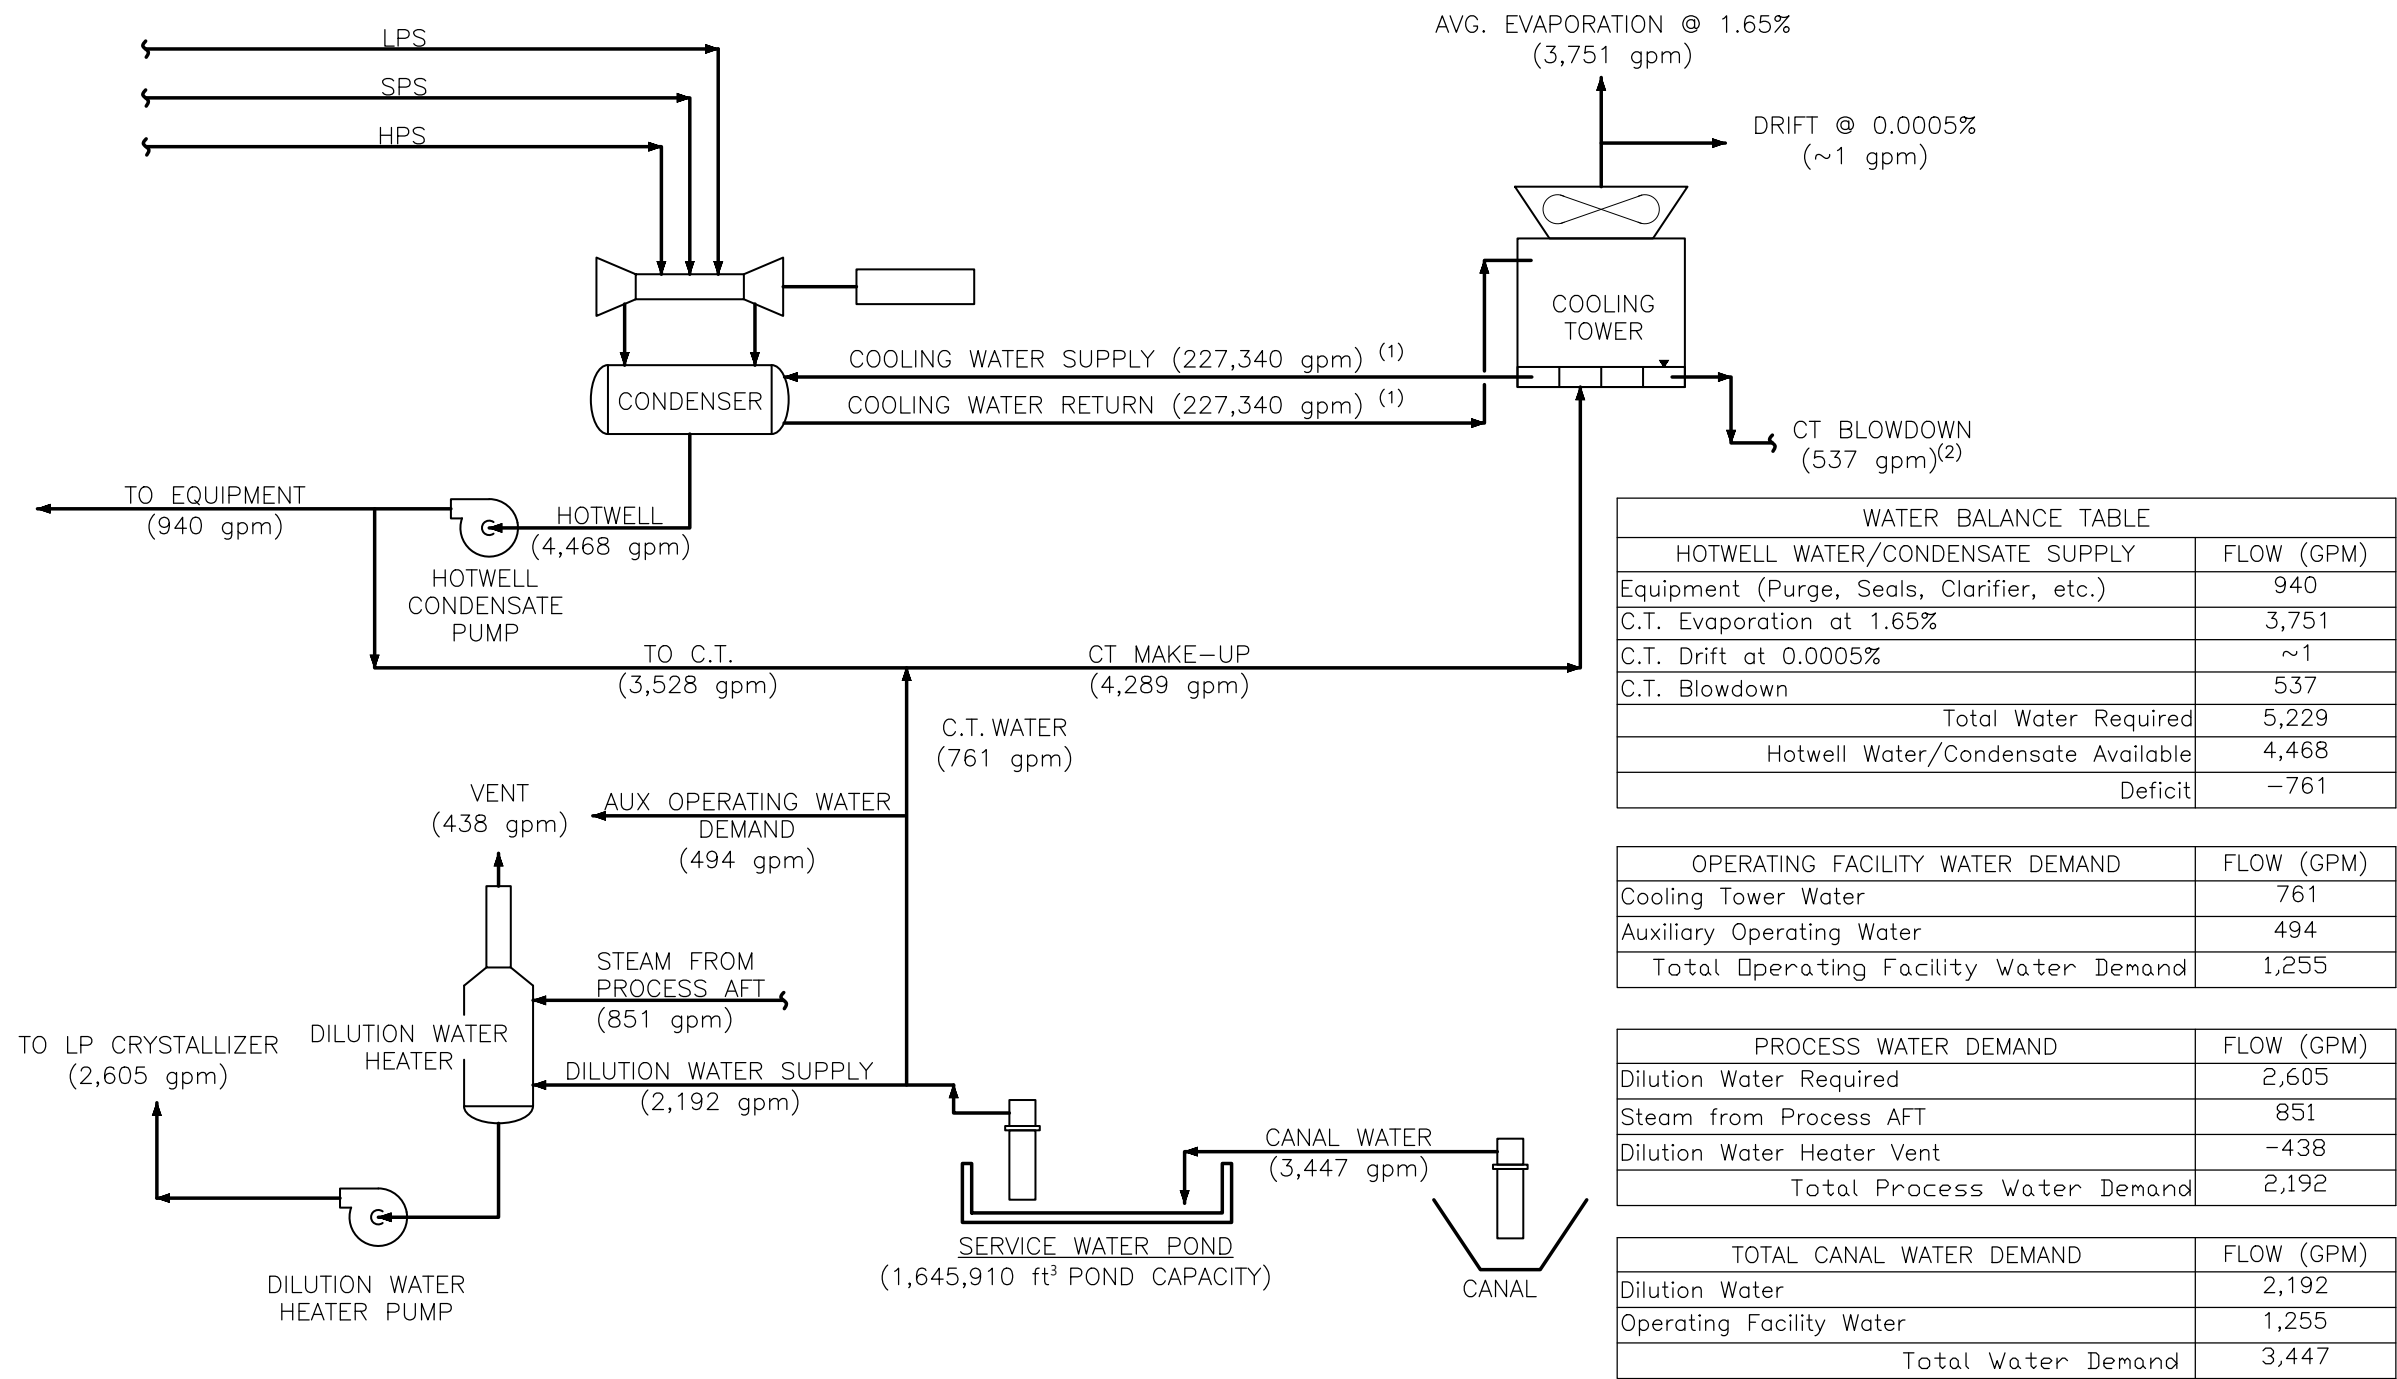 LPS
SPS
HPS
AVG. EVAPORATION @ 1.65%
(3,751 gpm)
DRIFT @ 0.0005%
(~1 gpm)
COOLING
TOWER
COOLING WATER SUPPLY (227,340 gpm) (1)
CONDENSER
COOLING WATER RETURN (227,340 gpm) (1)
CT BLOWDOWN
(537 gpm)(2)
TO EQUIPMENT
(940 gpm)
HOTWELL
(4,468 gpm)
HOTWELL
CONDENSATE
PUMP
TO C.T.
(3,528 gpm)
CT MAKE-UP
(4,289 gpm)
C.T. WATER
(761 gpm)
VENT
(438 gpm)
AUX OPERATING WATER
DEMAND
(494 gpm)
STEAM FROM
PROCESS AFT
(851 gpm)
DILUTION WATER
HEATER
TO LP CRYSTALLIZER
(2,605 gpm)
DILUTION WATER SUPPLY
(2,192 gpm)
CANAL WATER
(3,447 gpm)
SERVICE WATER POND
(1,645,910 ft³ POND CAPACITY)
CANAL
DILUTION WATER
HEATER PUMP
WATER BALANCE TABLE
HOTWELL WATER/CONDENSATE SUPPLY FLOW (GPM)
Equipment (Purge, Seals, Clarifier, etc.) 940
C.T. Evaporation at 1.65% 3,751
C.T. Drift at 0.0005% ~1
C.T. Blowdown 537
Total Water Required 5,229
Hotwell Water/Condensate Available 4,468
Deficit -761
OPERATING FACILITY WATER DEMAND FLOW (GPM)
Cooling Tower Water 761
Auxiliary Operating Water 494
Total Operating Facility Water Demand 1,255
PROCESS WATER DEMAND FLOW (GPM)
Dilution Water Required 2,605
Steam from Process AFT 851
Dilution Water Heater Vent -438
Total Process Water Demand 2,192
TOTAL CANAL WATER DEMAND FLOW (GPM)
Dilution Water 2,192
Operating Facility Water 1,255
Total Water Demand 3,447